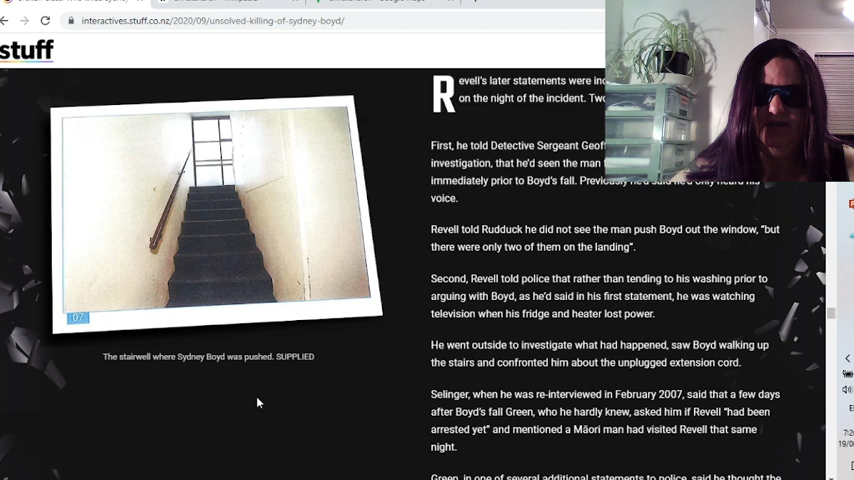 interactives.stuff.co.nz/2020/09/unsolved-killing-of-sydney-boyd/
stuff
Revell's later statements were
on the night of the incident.
First, he told Detective Sergeant
investigation, that he'd seen the man
immediately prior to Boyd's fall. Previously he'd said he'd only heard his
voice.
Revell told Rudduck he did not see the man push Boyd out the window, "but
there were only two of them on the landing".
Second, Revell told police that rather than tending to his washing prior to
arguing with Boyd, as he'd said in his first statement, he was watching
television when his fridge and heater lost power.
He went outside to investigate what had happened, saw Boyd walking up
the stairs and confronted him about the unplugged extension cord.
Selinger, when he was re-interviewed in February 2007, said that a few days
after Boyd's fall Green, who he hardly knew, asked him if Revell "had been
arrested yet" and mentioned a Māori man had visited Revell that same
night.
Green, in one of several additional statements to police, said he thought the
07
The stairwell where Sydney Boyd was pushed. SUPPLIED